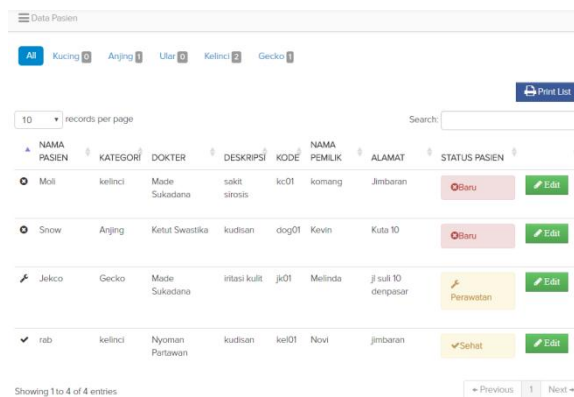 Data Pasien
All Kucing 0 Anjing 1 Ular 0 Kelinci 2 Gecko 1
Print List
10 records per page Search:
NAMA PASIEN KATEGORI DOKTER DESKRIPSI KODE NAMA PEMILIK ALAMAT STATUS PASIEN
Moli kelinci Made Sukadana sakit sirosis kc01 komang Jimbaran Baru Edit
Snow Anjing Ketut Swastika kudisan dog01 Kevin Kuta 10 Baru Edit
Jekco Gecko Made Sukadana iritasi kulit jk01 Melinda jl suli 10 denpasar Perawatan Edit
rab kelinci Nyoman Partawan kudisan kel01 Novi jimbaran Sehat Edit
Showing 1 to 4 of 4 entries
← Previous 1 Next →